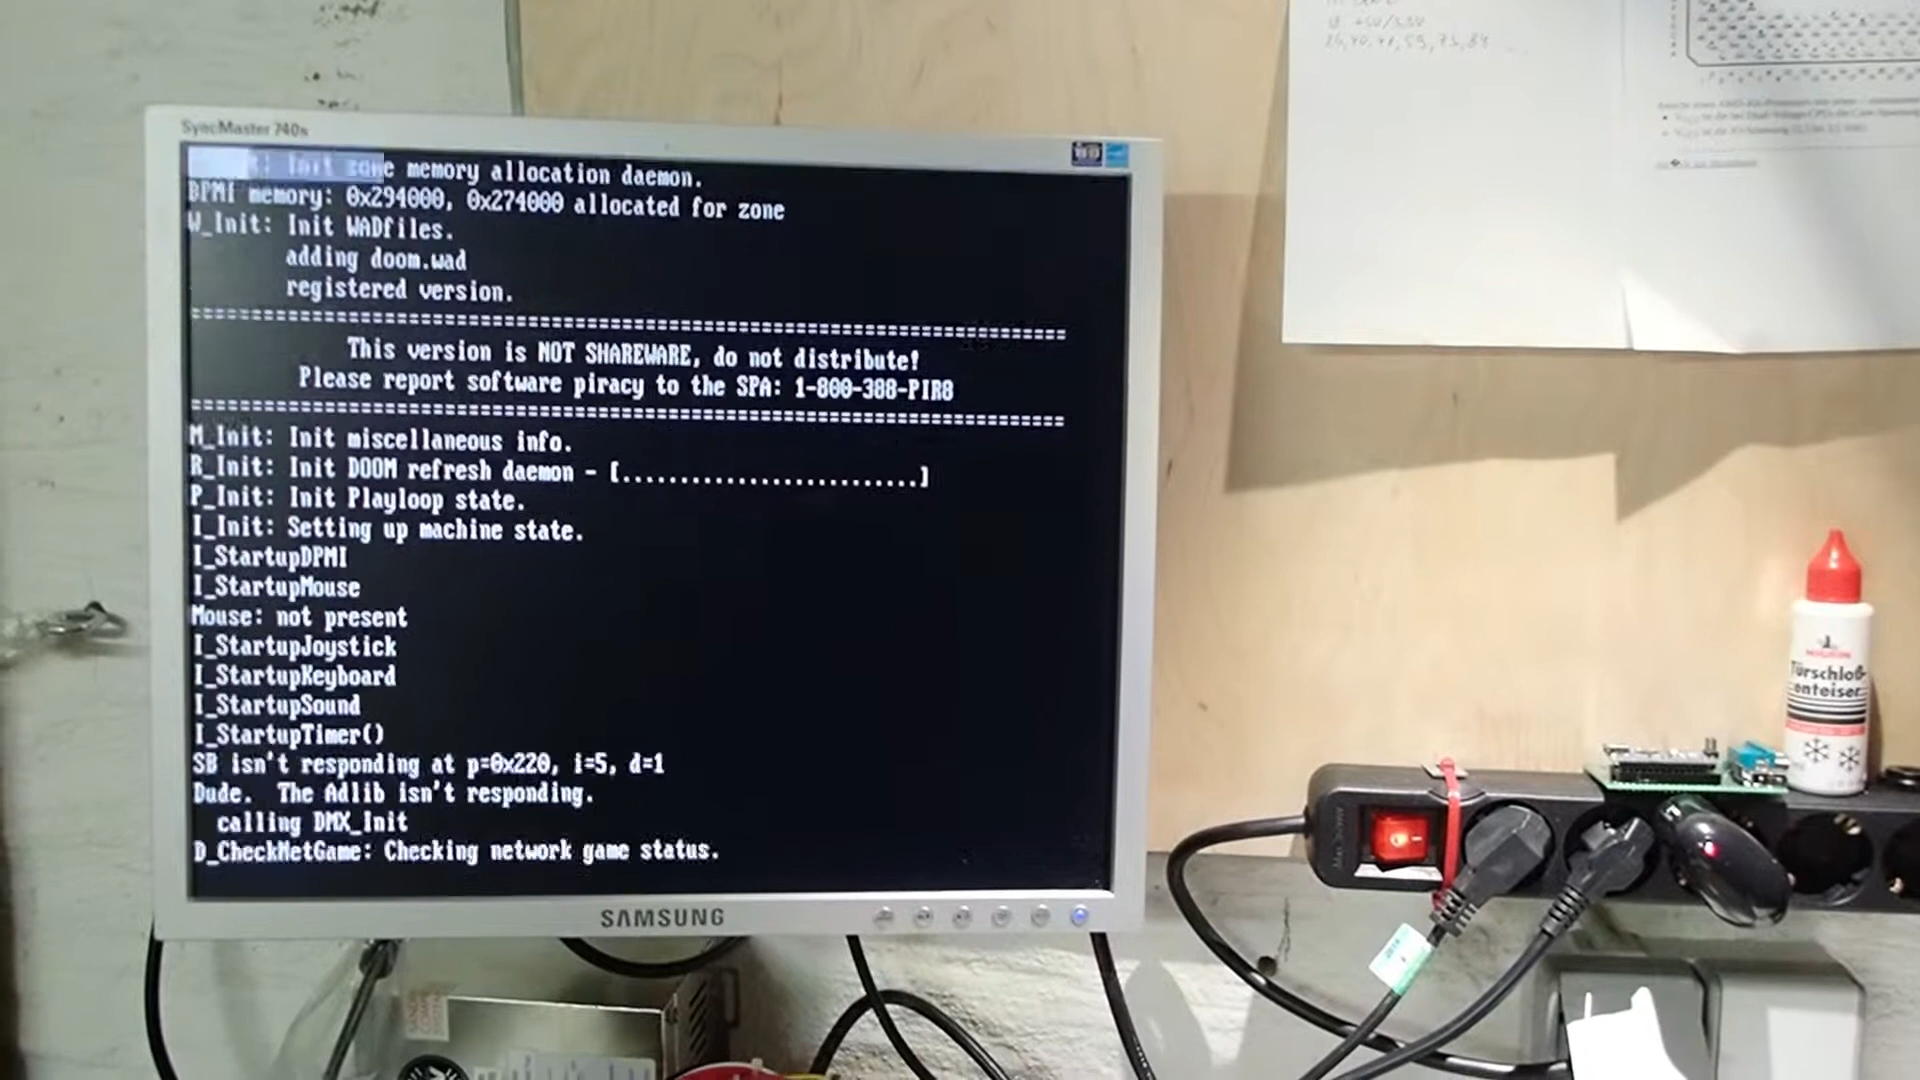 SyncMaster 740n
Init zone memory allocation daemon.
DPMI memory: 0x294000, 0x274000 allocated for zone
W_Init: Init WADfiles.
adding doom.wad
registered version.
===========================================================================
This version is NOT SHAREWARE, do not distribute!
Please report software piracy to the SPA: 1-800-388-PIR8
===========================================================================
M_Init: Init miscellaneous info.
R_Init: Init DOOM refresh daemon - [.........................]
P_Init: Init Playloop state.
I_Init: Setting up machine state.
I_StartupDPMI
I_StartupMouse
Mouse: not present
I_StartupJoystick
I_StartupKeyboard
I_StartupSound
I_StartupTimer()
SB isn't responding at p=0x220, i=5, d=1
Dude.  The Adlib isn't responding.
calling DMX_Init
D_CheckNetGame: Checking network game status.
SAMSUNG
NIGRIN
Türschloß-
enteiser